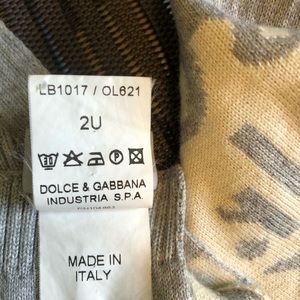 LB1017 / OL621
2U
DOLCE & GABBANA
INDUSTRIA S.P.A.
MADE IN
ITALY